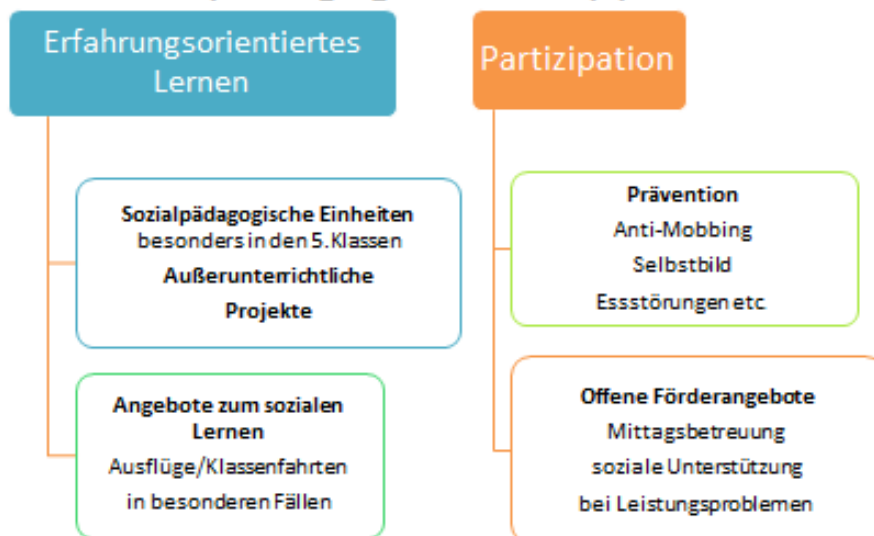 Erfahrungsorientiertes
Lernen
Sozialpädagogische Einheiten
besonders in den 5.Klassen
Außerunterrichtliche
Projekte
Angebote zum sozialen
Lernen
Ausflüge/Klassenfahrten
in besonderen Fällen
Partizipation
Prävention
Anti-Mobbing
Selbstbild
Essstörungen etc
Offene Förderangebote
Mittagsbetreuung
soziale Unterstützung
bei Leistungsproblemen